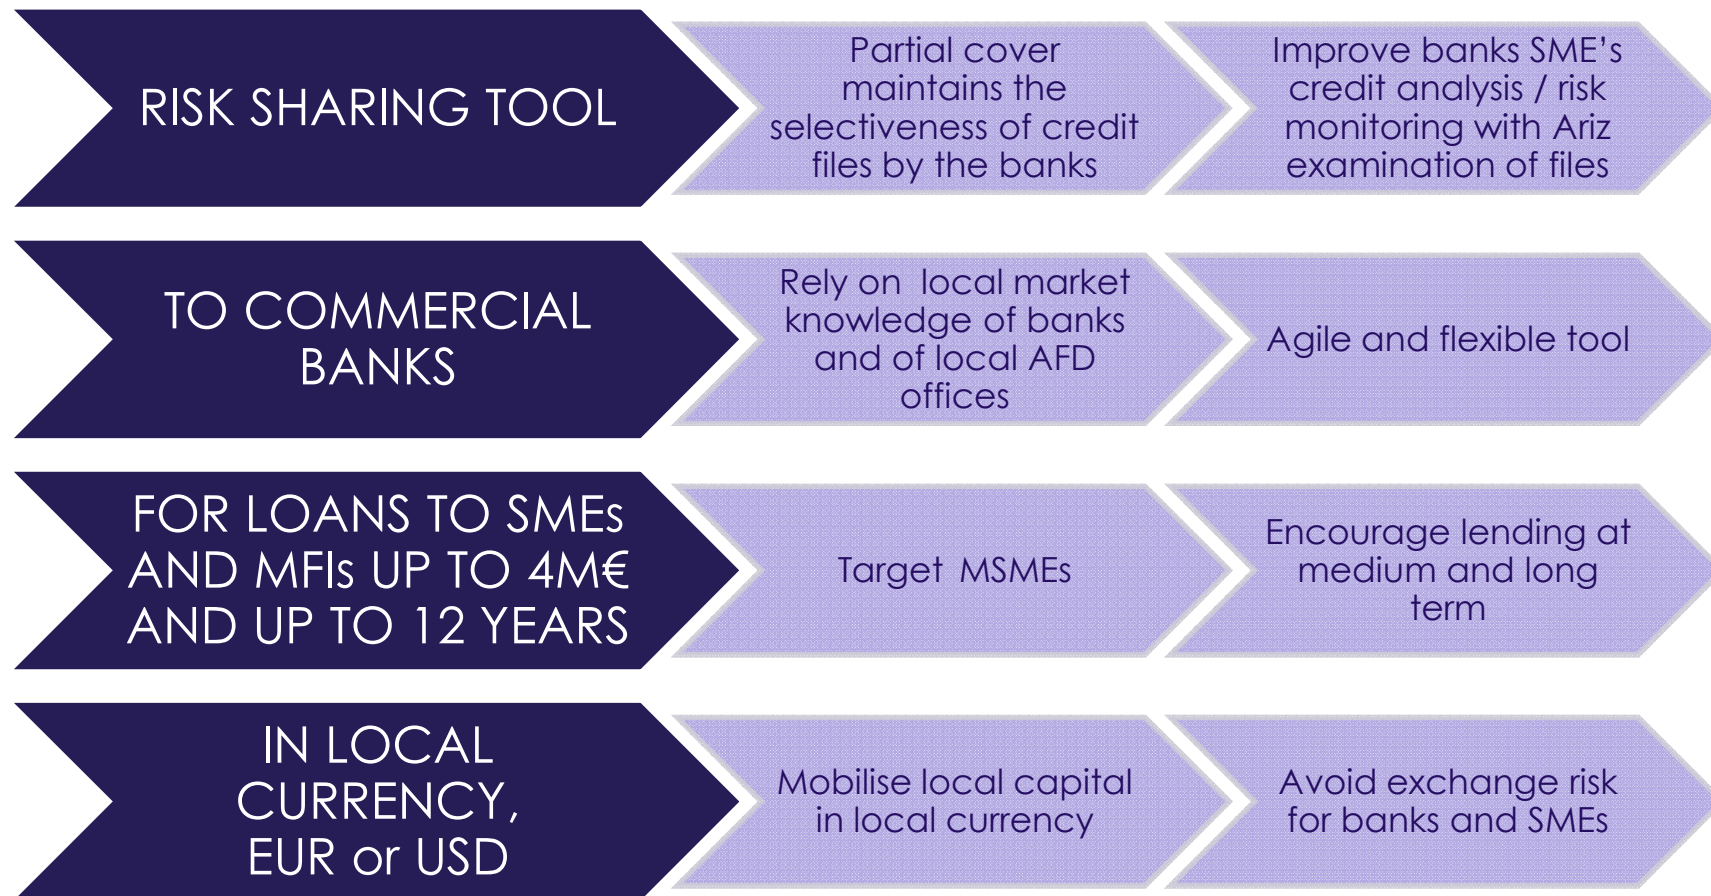 RISK SHARING TOOL
Partial cover
maintains the
selectiveness of credit
files by the banks
Improve banks SME's
credit analysis / risk
monitoring with Ariz
examination of files
TO COMMERCIAL
BANKS
Rely on local market
knowledge of banks
and of local AFD
offices
Agile and flexible tool
FOR LOANS TO SMEs
AND MFIs UP TO 4M€
AND UP TO 12 YEARS
Target MSMEs
Encourage lending at
medium and long
term
IN LOCAL
CURRENCY,
EUR or USD
Mobilise local capital
in local currency
Avoid exchange risk
for banks and SMEs